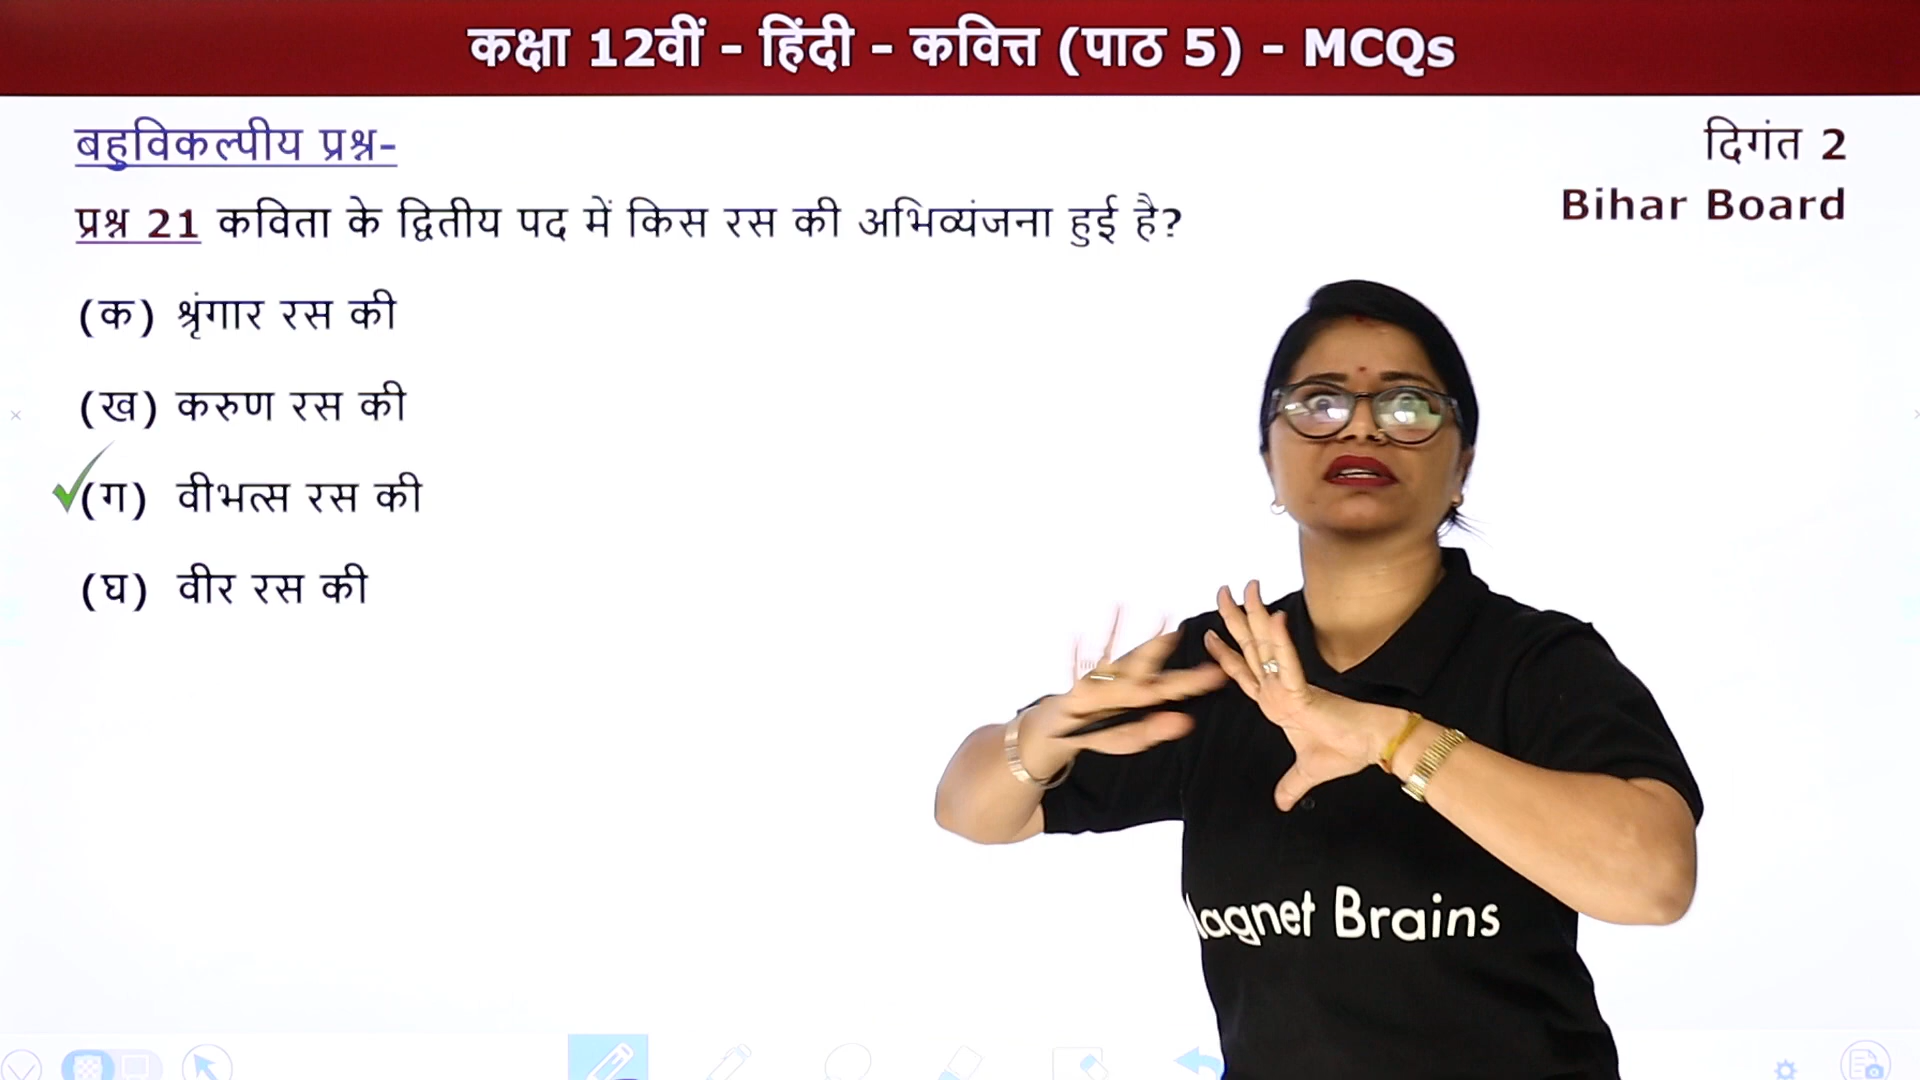 कक्षा 12वीं - हिंदी - कवित्त (पाठ 5) - MCQs
बहुविकल्पीय प्रश्न-
दिगंत 2
Bihar Board
प्रश्न 21 कविता के द्वितीय पद में किस रस की अभिव्यंजना हुई है?
(क) श्रृंगार रस की
(ख) करुण रस की
(ग) वीभत्स रस की
(घ) वीर रस की
agnet Brains